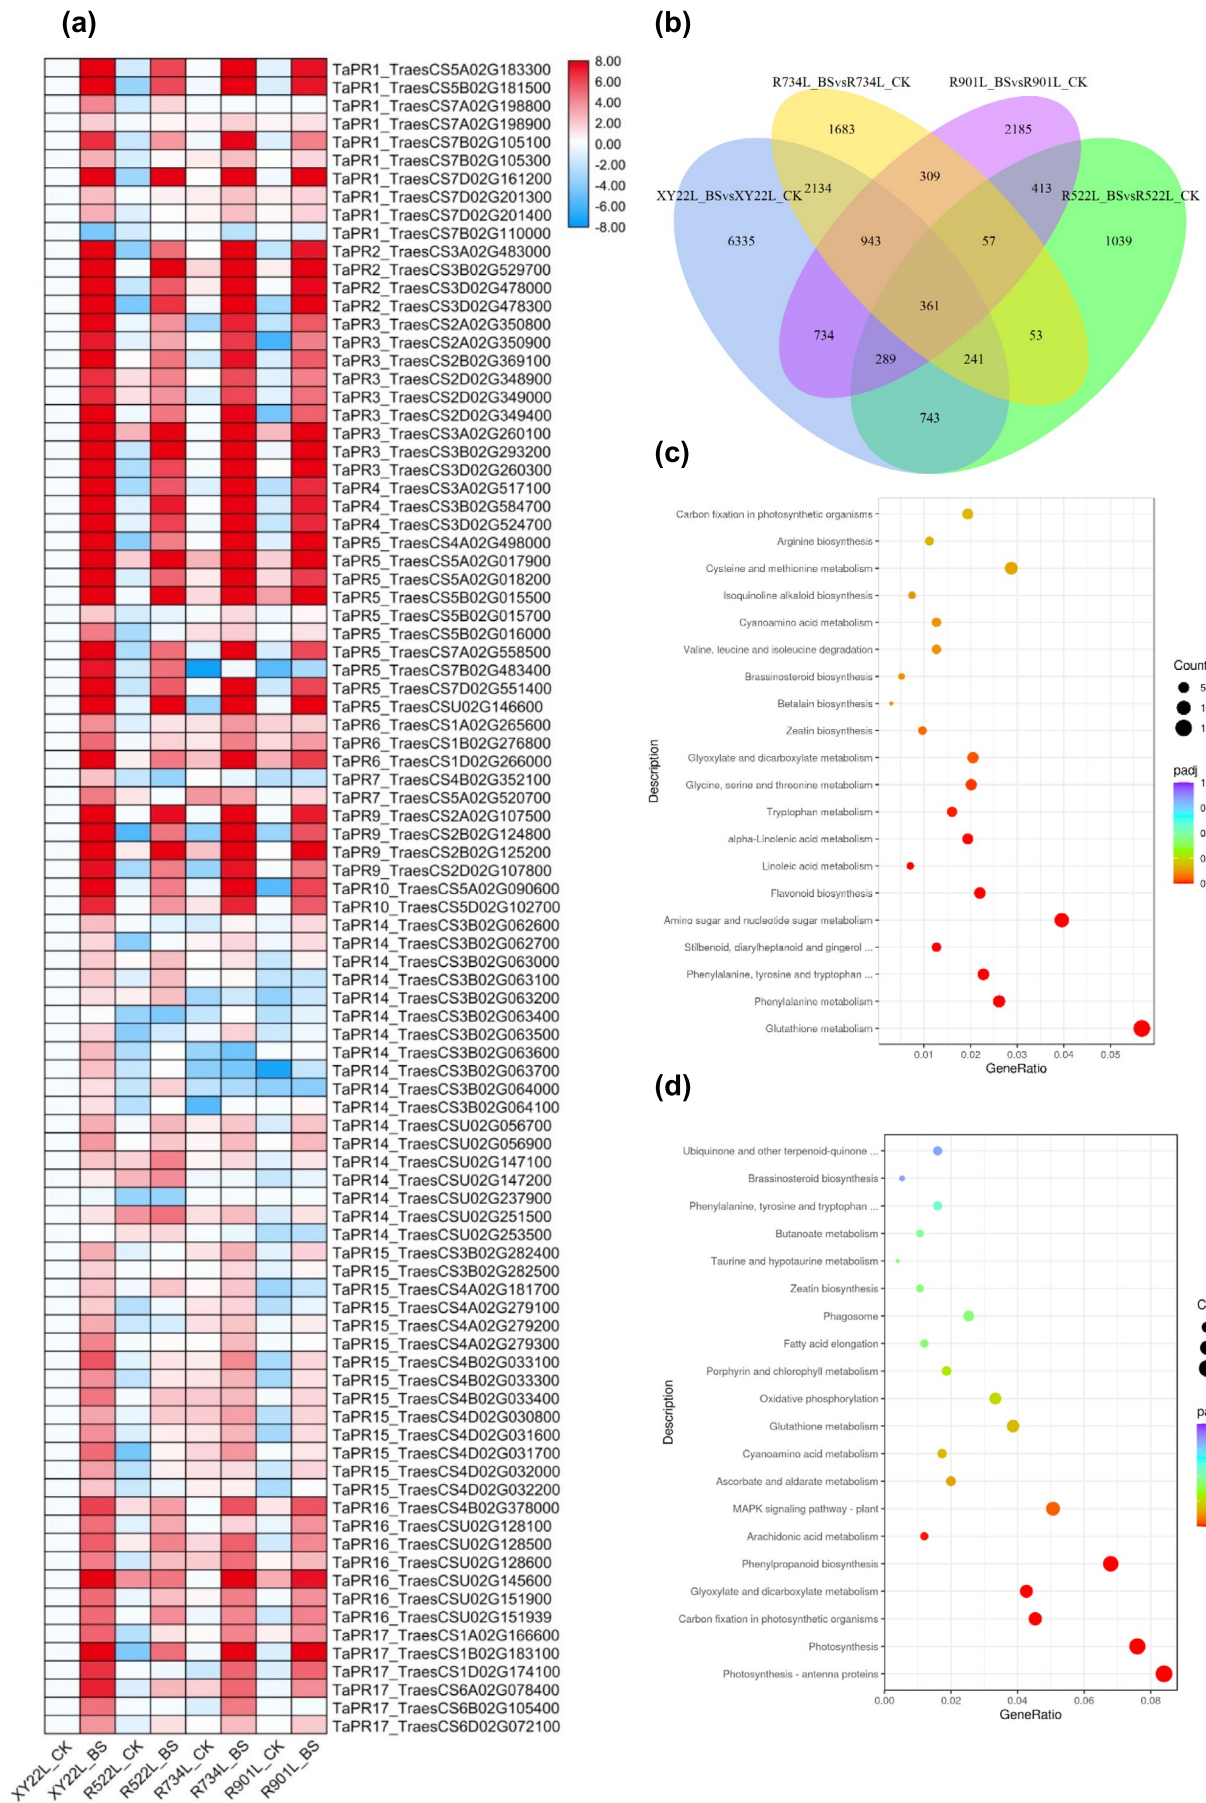 (a)
TaPR1_TraesCS5A02G183300
TaPR1_TraesCS5B02G181500
TaPR1_TraesCS7A02G198800
TaPR1_TraesCS7A02G198900
TaPR1_TraesCS7B02G105100
TaPR1_TraesCS7B02G105300
TaPR1_TraesCS7D02G161200
TaPR1_TraesCS7D02G201300
TaPR1_TraesCS7D02G201400
TaPR1_TraesCS7B02G110000
TaPR2_TraesCS3A02G483000
TaPR2_TraesCS3B02G529700
TaPR2_TraesCS3D02G478000
TaPR2_TraesCS3D02G478300
TaPR3_TraesCS2A02G350800
TaPR3_TraesCS2A02G350900
TaPR3_TraesCS2B02G369100
TaPR3_TraesCS2D02G348900
TaPR3_TraesCS2D02G349000
TaPR3_TraesCS2D02G349400
TaPR3_TraesCS3A02G260100
TaPR3_TraesCS3B02G293200
TaPR3_TraesCS3D02G260300
TaPR4_TraesCS3A02G517100
TaPR4_TraesCS3B02G584700
TaPR4_TraesCS3D02G524700
TaPR5_TraesCS4A02G498000
TaPR5_TraesCS5A02G017900
TaPR5_TraesCS5A02G018200
TaPR5_TraesCS5B02G015500
TaPR5_TraesCS5B02G015700
TaPR5_TraesCS5B02G016000
TaPR5_TraesCS7A02G558500
TaPR5_TraesCS7B02G483400
TaPR5_TraesCS7D02G551400
TaPR5_TraesCSU02G146600
TaPR6_TraesCS1A02G265600
TaPR6_TraesCS1B02G276800
TaPR6_TraesCS1D02G266000
TaPR7_TraesCS4B02G352100
TaPR7_TraesCS5A02G520700
TaPR9_TraesCS2A02G107500
TaPR9_TraesCS2B02G124800
TaPR9_TraesCS2B02G125200
TaPR9_TraesCS2D02G107800
TaPR10_TraesCS5A02G090600
TaPR10_TraesCS5D02G102700
TaPR14_TraesCS3B02G062600
TaPR14_TraesCS3B02G062700
TaPR14_TraesCS3B02G063000
TaPR14_TraesCS3B02G063100
TaPR14_TraesCS3B02G063200
TaPR14_TraesCS3B02G063400
TaPR14_TraesCS3B02G063500
TaPR14_TraesCS3B02G063600
TaPR14_TraesCS3B02G063700
TaPR14_TraesCS3B02G064000
TaPR14_TraesCS3B02G064100
TaPR14_TraesCSU02G056700
TaPR14_TraesCSU02G056900
TaPR14_TraesCSU02G147100
TaPR14_TraesCSU02G147200
TaPR14_TraesCSU02G237900
TaPR14_TraesCSU02G251500
TaPR14_TraesCSU02G253500
TaPR15_TraesCS3B02G282400
TaPR15_TraesCS3B02G282500
TaPR15_TraesCS4A02G181700
TaPR15_TraesCS4A02G279100
TaPR15_TraesCS4A02G279200
TaPR15_TraesCS4A02G279300
TaPR15_TraesCS4B02G033100
TaPR15_TraesCS4B02G033300
TaPR15_TraesCS4B02G033400
TaPR15_TraesCS4D02G030800
TaPR15_TraesCS4D02G031600
TaPR15_TraesCS4D02G031700
TaPR15_TraesCS4D02G032000
TaPR15_TraesCS4D02G032200
TaPR16_TraesCS4B02G378000
TaPR16_TraesCSU02G128100
TaPR16_TraesCSU02G128500
TaPR16_TraesCSU02G128600
TaPR16_TraesCSU02G145600
TaPR16_TraesCSU02G151900
TaPR16_TraesCSU02G151939
TaPR17_TraesCS1A02G166600
TaPR17_TraesCS1B02G183100
TaPR17_TraesCS1D02G174100
TaPR17_TraesCS6A02G078400
TaPR17_TraesCS6B02G105400
TaPR17_TraesCS6D02G072100
XY22L_CK
XY22L_BS
R522L_CK
R522L_BS
R734L_CK
R734L_BS
R901L_CK
R901L_BS
8.00
6.00
4.00
2.00
0.00
-2.00
-4.00
-6.00
-8.00
(b)
R734L_BSvsR734L_CK
R901L_BSvsR901L_CK
XY22L_BSvsXY22L_CK
R522L_BSvsR522L_CK
1683
2185
309
2134
413
6335
943
57
1039
361
734
53
289
241
743
(c)
Description
Carbon fixation in photosynthetic organisms
Arginine biosynthesis
Cysteine and methionine metabolism
Isoquinoline alkaloid biosynthesis
Cyanoamino acid metabolism
Valine, leucine and isoleucine degradation
Brassinosteroid biosynthesis
Betalain biosynthesis
Zeatin biosynthesis
Glyoxylate and dicarboxylate metabolism
Glycine, serine and threonine metabolism
Tryptophan metabolism
alpha-Linolenic acid metabolism
Linoleic acid metabolism
Flavonoid biosynthesis
Amino sugar and nucleotide sugar metabolism
Stilbenoid, diarylheptanoid and gingerol ...
Phenylalanine, tyrosine and tryptophan ...
Phenylalanine metabolism
Glutathione metabolism
0.01
0.02
0.03
0.04
0.05
GeneRatio
Count
5
1
1
padj
1
0
0
0
0
(d)
Description
Ubiquinone and other terpenoid-quinone ...
Brassinosteroid biosynthesis
Phenylalanine, tyrosine and tryptophan ...
Butanoate metabolism
Taurine and hypotaurine metabolism
Zeatin biosynthesis
Phagosome
Fatty acid elongation
Porphyrin and chlorophyll metabolism
Oxidative phosphorylation
Glutathione metabolism
Cyanoamino acid metabolism
Ascorbate and aldarate metabolism
MAPK signaling pathway - plant
Arachidonic acid metabolism
Phenylpropanoid biosynthesis
Glyoxylate and dicarboxylate metabolism
Carbon fixation in photosynthetic organisms
Photosynthesis
Photosynthesis - antenna proteins
0.00
0.02
0.04
0.06
0.08
GeneRatio
C
pa